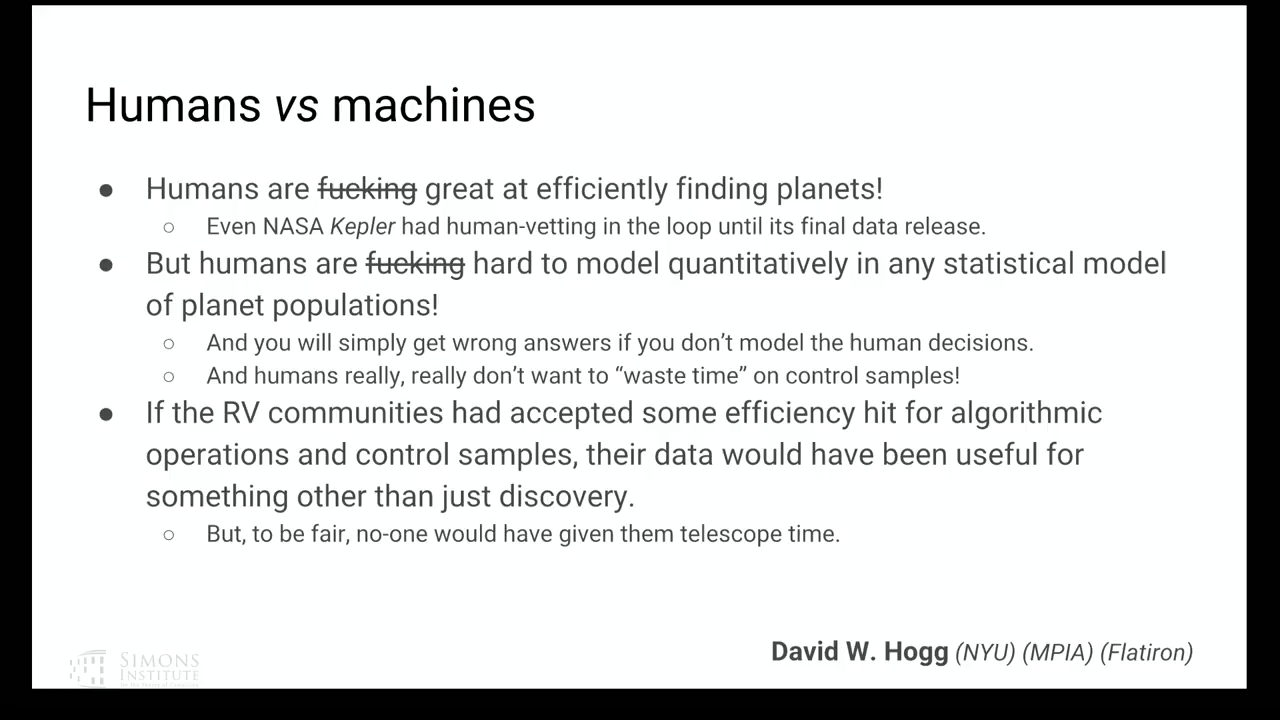 Humans vs machines
● Humans are fucking great at efficiently finding planets!
○ Even NASA Kepler had human-vetting in the loop until its final data release.
● But humans are fucking hard to model quantitatively in any statistical model
of planet populations!
○ And you will simply get wrong answers if you don’t model the human decisions.
○ And humans really, really don’t want to “waste time” on control samples!
● If the RV communities had accepted some efficiency hit for algorithmic
operations and control samples, their data would have been useful for
something other than just discovery.
○ But, to be fair, no-one would have given them telescope time.
David W. Hogg (NYU) (MPIA) (Flatiron)
SIMONS
INSTITUTE